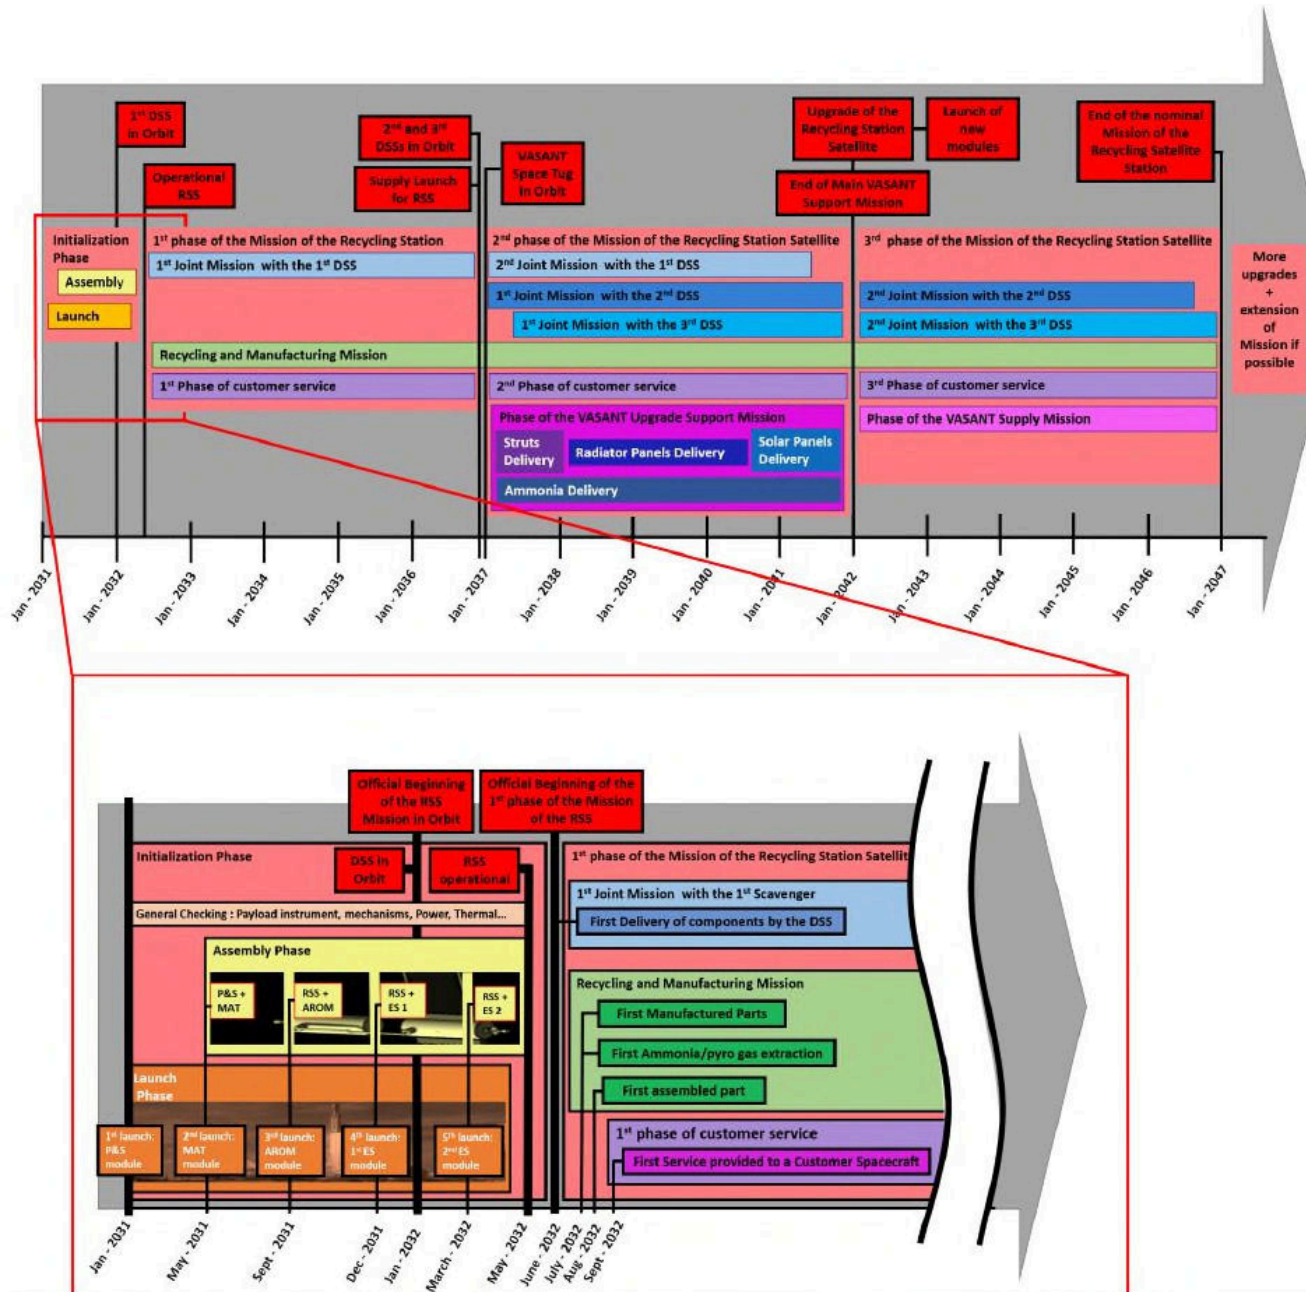 1st DSS
in Orbit
Operational
RSS
2nd and 3rd
DSSs in Orbit
Supply Launch
for RSS
VASANT
Space Tug
in Orbit
Upgrade of the
Recycling Station
Satellite
Launch of
new
modules
End of Main VASANT
Support Mission
End of the nominal
Mission of the
Recycling Satellite
Station
Initialization
Phase
Assembly
Launch
1st phase of the Mission of the Recycling Station
1st Joint Mission with the 1st DSS
Recycling and Manufacturing Mission
1st Phase of customer service
2nd phase of the Mission of the Recycling Station Satellite
2nd Joint Mission with the 1st DSS
1st Joint Mission with the 2nd DSS
1st Joint Mission with the 3rd DSS
2nd Phase of customer service
Phase of the VASANT Upgrade Support Mission
Struts
Delivery
Radiator Panels Delivery
Solar Panels
Delivery
Ammonia Delivery
3rd phase of the Mission of the Recycling Station Satellite
2nd Joint Mission with the 2nd DSS
2nd Joint Mission with the 3rd DSS
3rd Phase of customer service
Phase of the VASANT Supply Mission
More
upgrades
+
extension
of
Mission if
possible
Jan - 2031
Jan - 2032
Jan - 2033
Jan - 2034
Jan - 2035
Jan - 2036
Jan - 2037
Jan - 2038
Jan - 2039
Jan - 2040
Jan - 2041
Jan - 2042
Jan - 2043
Jan - 2044
Jan - 2045
Jan - 2046
Jan - 2047
Official Beginning
of the RSS
Mission in Orbit
Official Beginning of the
1st phase of the Mission
of the RSS
Initialization Phase
DSS in
Orbit
RSS
operational
General Checking : Payload instrument, mechanisms, Power, Thermal...
Assembly Phase
P&S +
MAT
RSS +
AROM
RSS +
ES 1
RSS +
ES 2
Launch
Phase
1st launch:
P&S
module
2nd launch:
MAT
module
3rd launch:
AROM
module
4th launch:
1st ES
module
5th launch:
2nd ES
module
1st phase of the Mission of the Recycling Station Satellit
1st Joint Mission with the 1st Scavenger
First Delivery of components by the DSS
Recycling and Manufacturing Mission
First Manufactured Parts
First Ammonia/pyro gas extraction
First assembled part
1st phase of customer service
First Service provided to a Customer Spacecraft
Jan - 2031
May - 2031
Sept - 2031
Dec - 2031
Jan - 2032
March - 2032
May - 2032
June - 2032
July - 2032
Aug - 2032
Sept - 2032